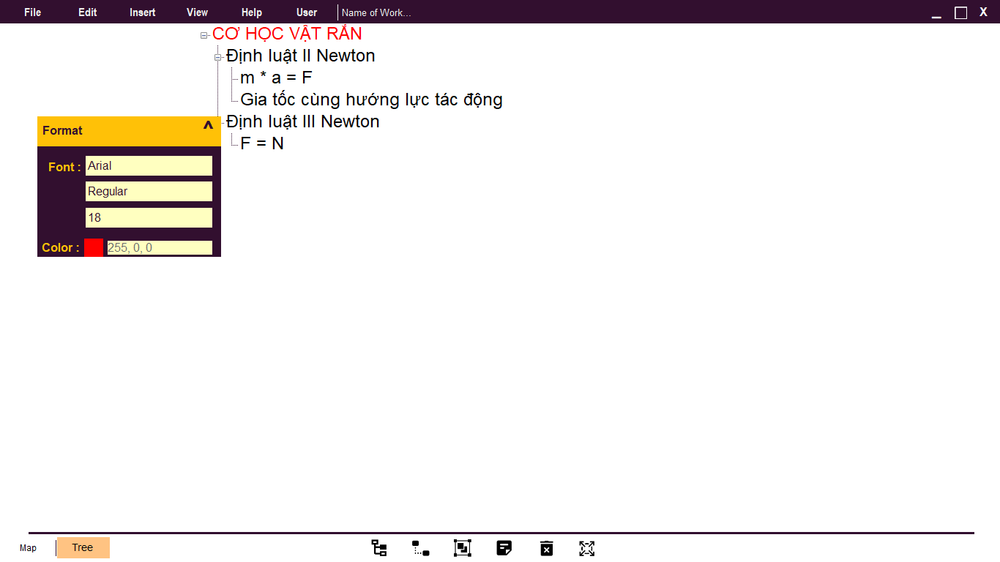 File Edit Insert View Help User Name of Work... X
CƠ HỌC VẬT RẮN
Định luật II Newton
m * a = F
Gia tốc cùng hướng lực tác động
Định luật III Newton
F = N
Format
Font : Arial
Regular
18
Color : 255, 0, 0
Map Tree